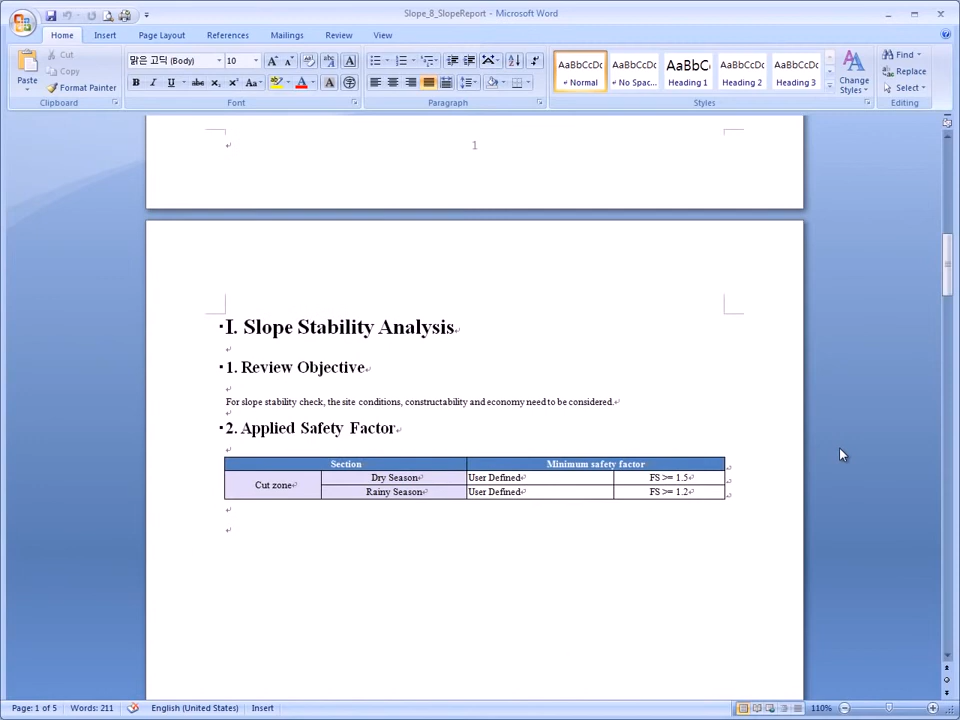 Slope_8_SlopeReport - Microsoft Word
Home Insert Page Layout References Mailings Review View
Paste
Cut
Copy
Format Painter
Clipboard
맑은 고딕 (Body) 10
B I U abc X₂ X² A
Font
Paragraph
AaBbCcDc AaBbCcDc AaBbC AaBbCcDc AaBbCcDc
Normal No Spac... Heading 1 Heading 2 Heading 3
Styles
Change Styles
Find
Replace
Select
Editing
1
I. Slope Stability Analysis
1. Review Objective
For slope stability check, the site conditions, constructability and economy need to be considered.
2. Applied Safety Factor
Section Minimum safety factor
Cut zone Dry Season User Defined FS >= 1.5
Rainy Season User Defined FS >= 1.2
Page: 1 of 5 Words: 211 English (United States) Insert 110%